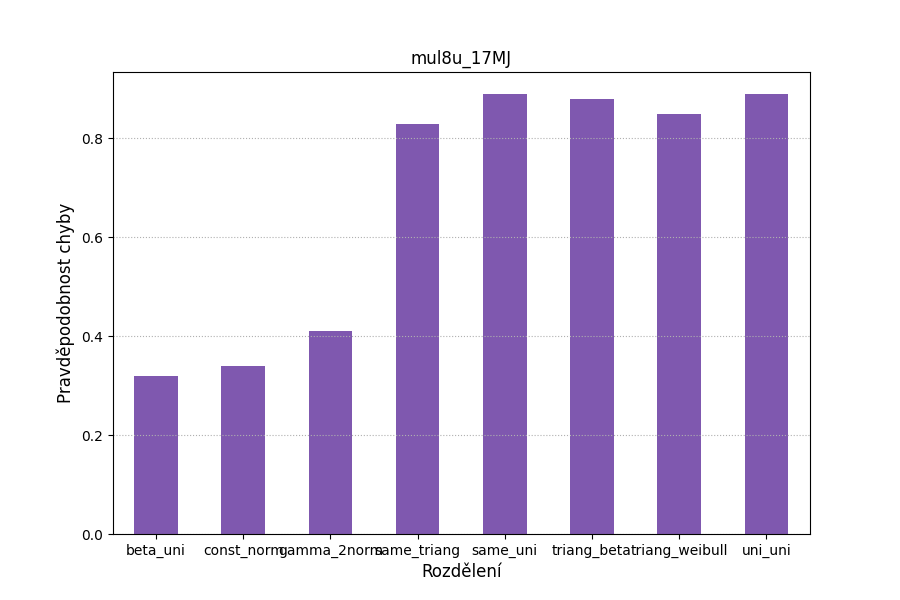 mul8u_17MJ
Pravděpodobnost chyby
0.8
0.6
0.4
0.2
0.0
beta_uni const_norm gamma_2norm same_triang same_uni triang_beta triang_weibull uni_uni
Rozdělení